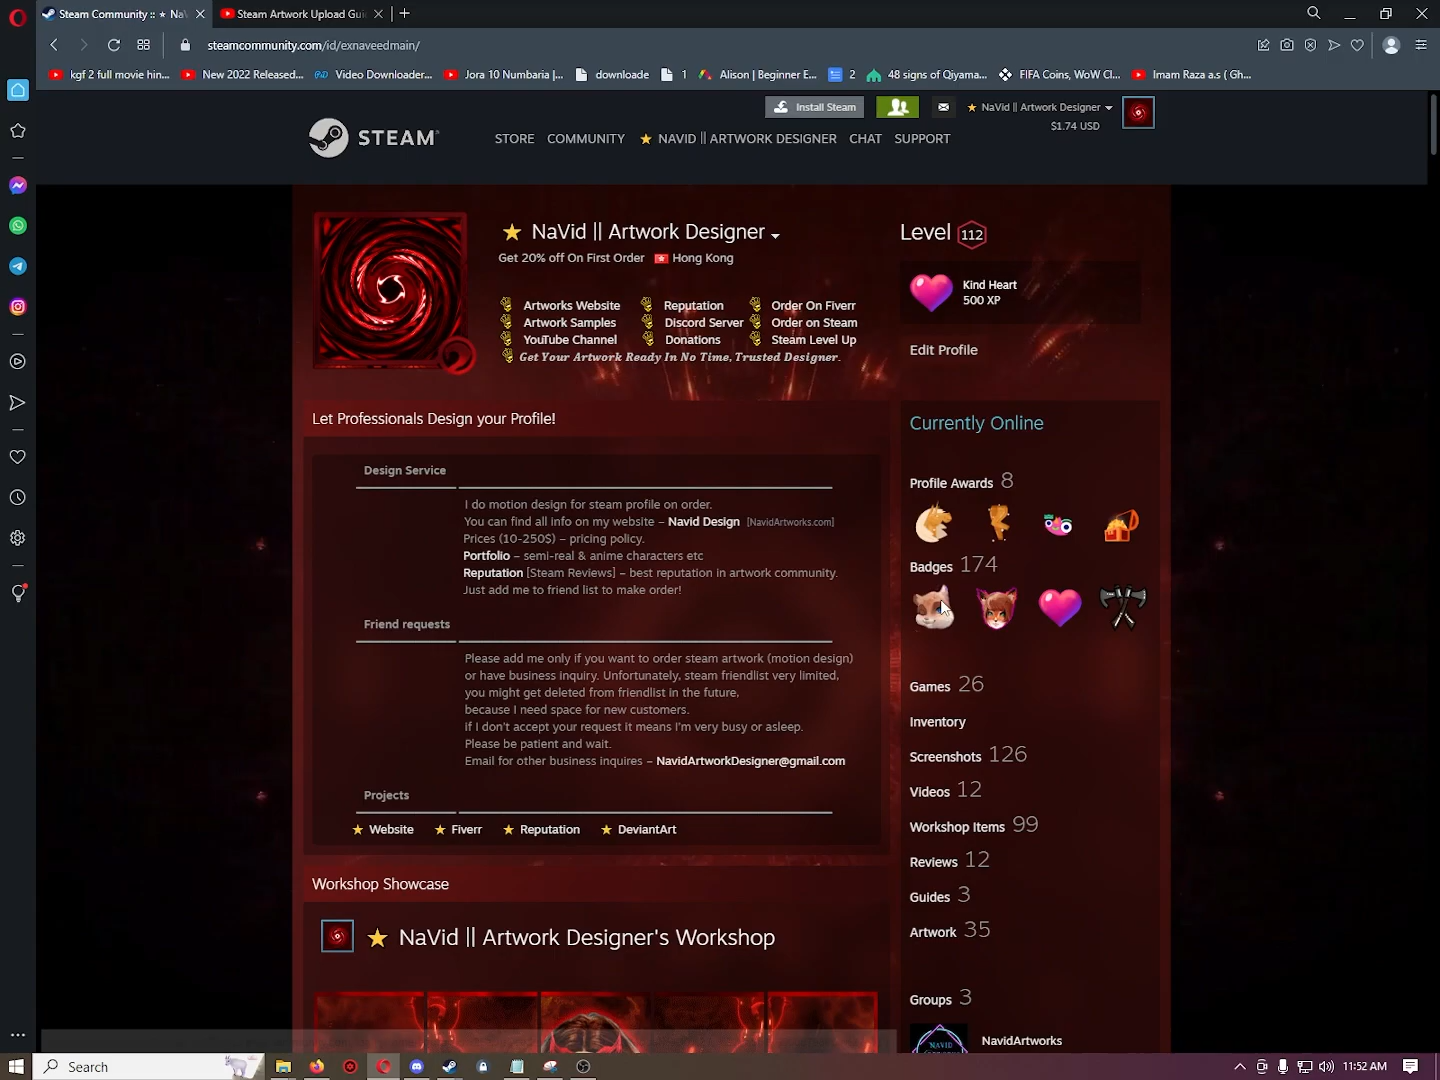 Steam Community :: ★ Na
Steam Artwork Upload Gui
steamcommunity.com/id/exnaveedmain/
kgf 2 full movie hin...
New 2022 Released...
Video Downloader...
Jora 10 Numbaria |...
downloade
1
Alison | Beginner E...
2
48 signs of Qiyama...
FIFA Coins, WoW Cl...
Imam Raza a.s ( Gh...
Install Steam
★ NaVid || Artwork Designer
$1.74 USD
STEAM®
STORE COMMUNITY ★ NAVID || ARTWORK DESIGNER CHAT SUPPORT
★ NaVid || Artwork Designer
Get 20% off On First Order Hong Kong
Artworks Website Reputation Order On Fiverr
Artwork Samples Discord Server Order on Steam
YouTube Channel Donations Steam Level Up
Get Your Artwork Ready In No Time, Trusted Designer.
Level 112
Kind Heart
500 XP
Edit Profile
Let Professionals Design your Profile!
Design Service
I do motion design for steam profile on order.
You can find all info on my website – Navid Design [NavidArtworks.com]
Prices (10-250$) – pricing policy.
Portfolio – semi-real & anime characters etc
Reputation [Steam Reviews] – best reputation in artwork community.
Just add me to friend list to make order!
Friend requests
Please add me only if you want to order steam artwork (motion design)
or have business inquiry. Unfortunately, steam friendlist very limited,
you might get deleted from friendlist in the future,
because I need space for new customers.
if I don't accept your request it means I'm very busy or asleep.
Please be patient and wait.
Email for other business inquires – NavidArtworkDesigner@gmail.com
Projects
★ Website ★ Fiverr ★ Reputation ★ DeviantArt
Workshop Showcase
★ NaVid || Artwork Designer's Workshop
Currently Online
Profile Awards 8
Badges 174
Games 26
Inventory
Screenshots 126
Videos 12
Workshop Items 99
Reviews 12
Guides 3
Artwork 35
Groups 3
NAVID
NavidArtworks
Search
11:52 AM